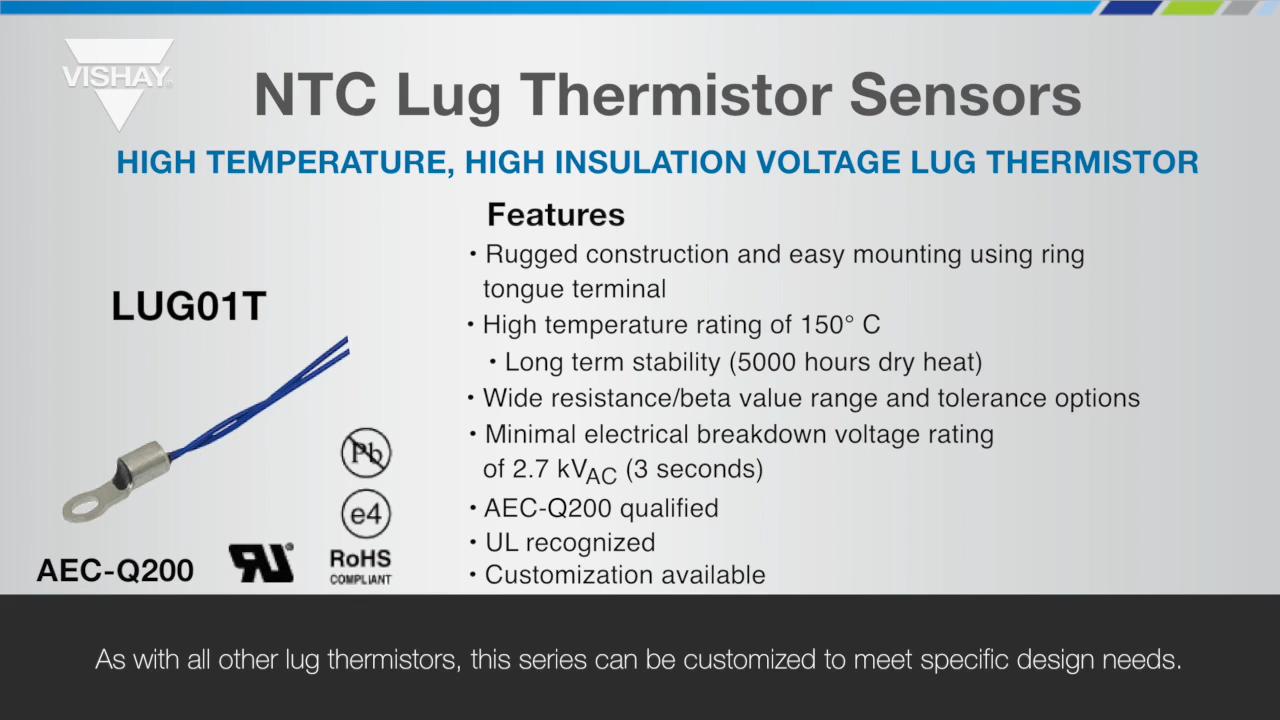 VISHAY®
NTC Lug Thermistor Sensors
HIGH TEMPERATURE, HIGH INSULATION VOLTAGE LUG THERMISTOR
LUG01T
Pb
e4
RoHS
COMPLIANT
AEC-Q200
RU®
Features
• Rugged construction and easy mounting using ring
tongue terminal
• High temperature rating of 150° C
• Long term stability (5000 hours dry heat)
• Wide resistance/beta value range and tolerance options
• Minimal electrical breakdown voltage rating
of 2.7 kVAC (3 seconds)
• AEC-Q200 qualified
• UL recognized
• Customization available
As with all other lug thermistors, this series can be customized to meet specific design needs.